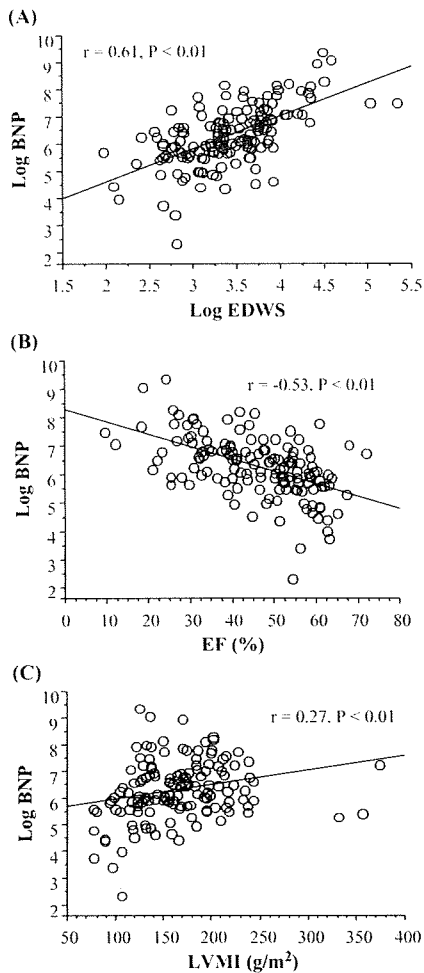 (A)
r = 0.61, P < 0.01
Log BNP
10
9
8
7
6
5
4
3
2
1.5 2 2.5 3 3.5 4 4.5 5 5.5
Log EDWS
(B)
r = -0.53, P < 0.01
Log BNP
10
9
8
7
6
5
4
3
2
0 10 20 30 40 50 60 70 80
EF (%)
(C)
r = 0.27, P < 0.01
Log BNP
10
9
8
7
6
5
4
3
2
50 100 150 200 250 300 350 400
LVMI (g/m²)